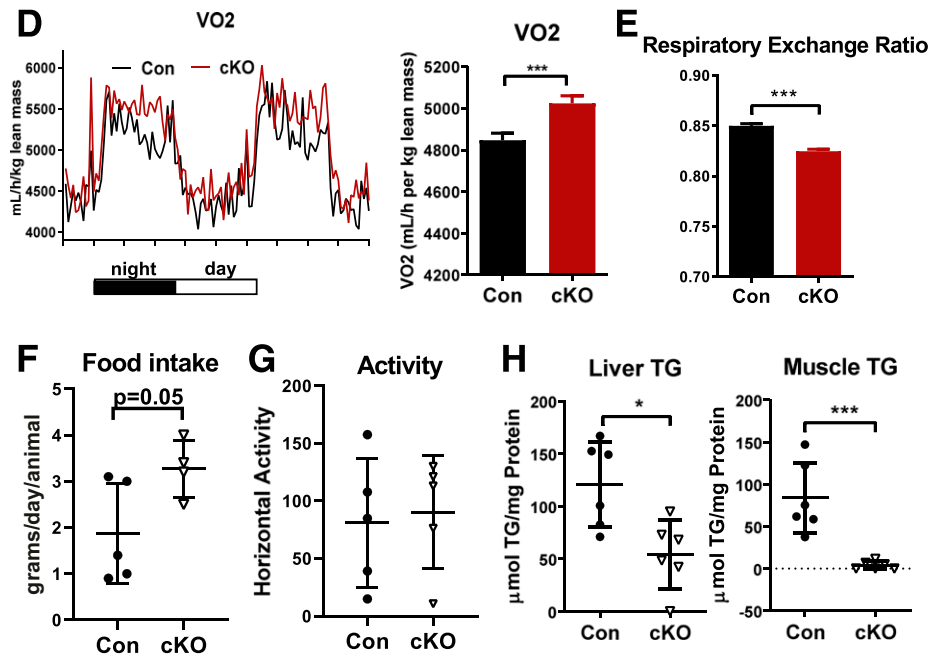 D
VO2
mL/h/kg lean mass
6000
5500
5000
4500
4000
Con
cKO
night
day
VO2
VO2 (mL/h per kg lean mass)
5200
5000
4800
4600
4400
4200
***
Con
cKO
E
Respiratory Exchange Ratio
0.90
0.85
0.80
0.75
0.70
***
Con
cKO
F
Food intake
grams/day/animal
5
4
3
2
1
0
p=0.05
Con
cKO
G
Activity
Horizontal Activity
200
150
100
50
0
Con
cKO
H
Liver TG
μmol TG/mg Protein
200
150
100
50
0
*
Con
cKO
Muscle TG
μmol TG/mg Protein
200
150
100
50
0
-50
***
Con
cKO